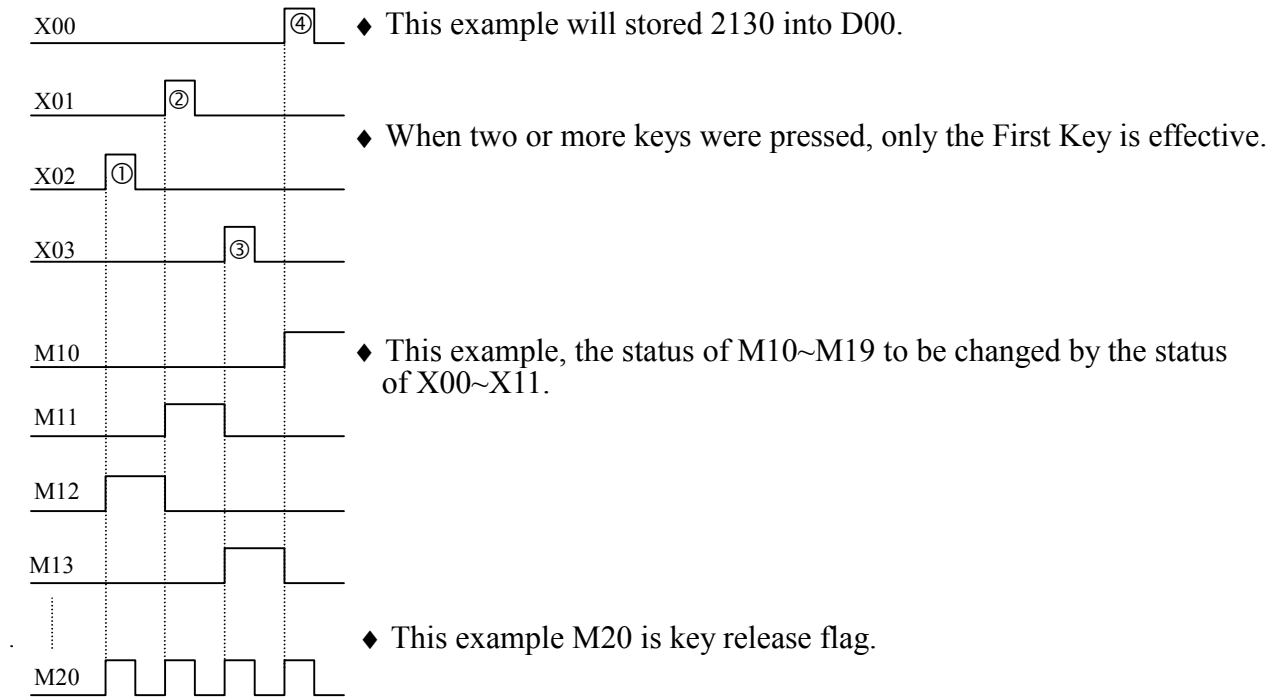 X00 ④ ♦ This example will stored 2130 into D00.
X01 ②
♦ When two or more keys were pressed, only the First Key is effective.
X02 ①
X03 ③
M10 ♦ This example, the status of M10~M19 to be changed by the status
of X00~X11.
M11
M12
M13
♦ This example M20 is key release flag.
M20